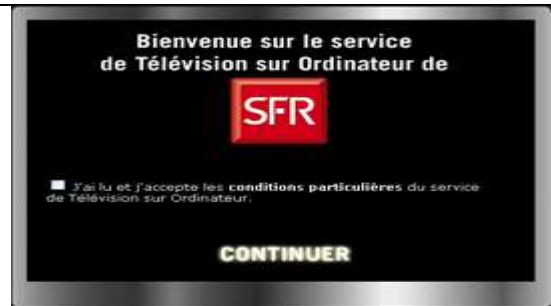 Bienvenue sur le service
de Télévision sur Ordinateur de
SFR
J'ai lu et j'accepte les conditions particulières du service
de Télévision sur Ordinateur.
CONTINUER